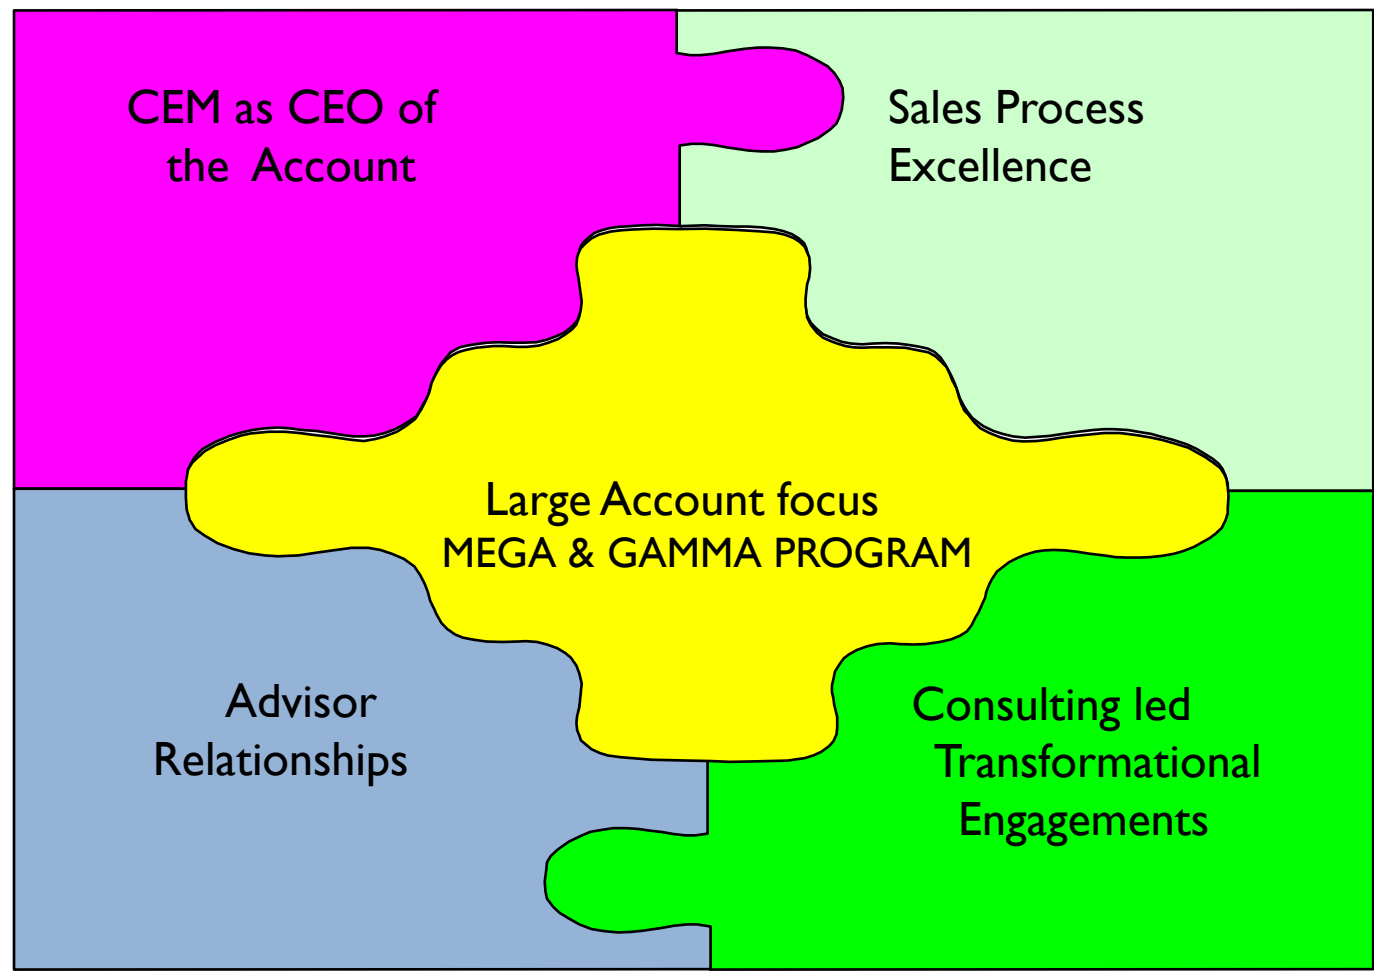 CEM as CEO of
the Account
Sales Process
Excellence
Large Account focus
MEGA & GAMMA PROGRAM
Advisor
Relationships
Consulting led
Transformational
Engagements